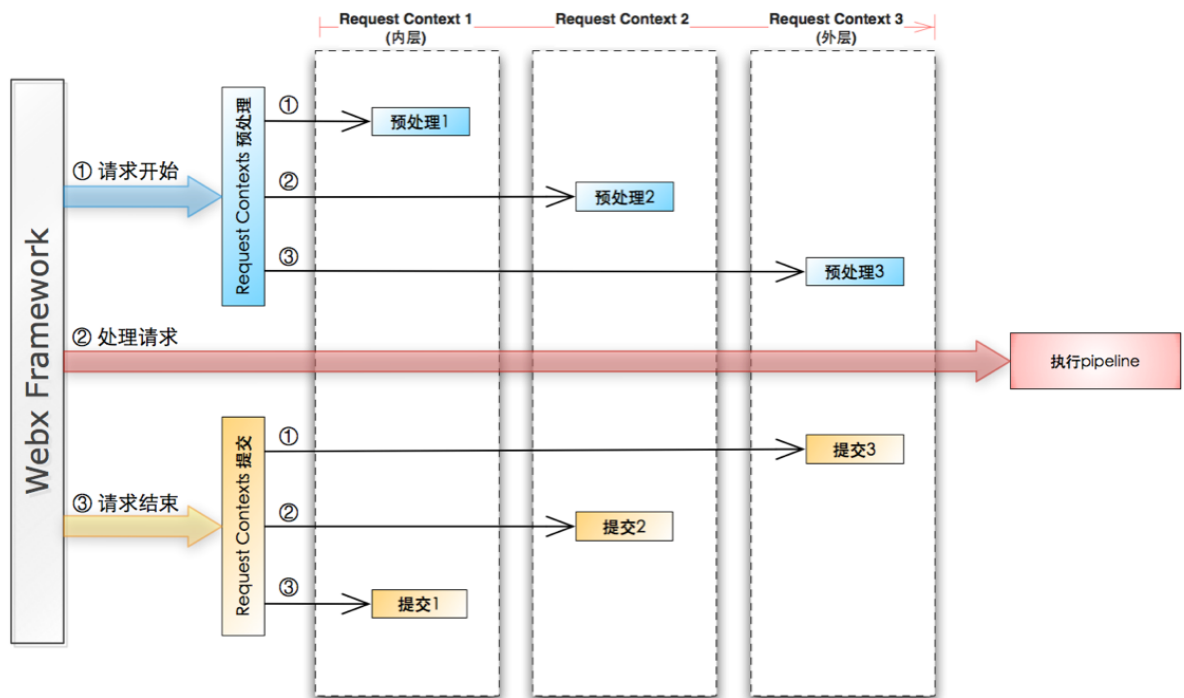 Request Context 1
(内层)
Request Context 2
Request Context 3
(外层)
Webx Framework
① 请求开始
Request Contexts 预处理
①
预处理1
②
预处理2
③
预处理3
② 处理请求
执行pipeline
③ 请求结束
Request Contexts 提交
①
提交3
②
提交2
③
提交1